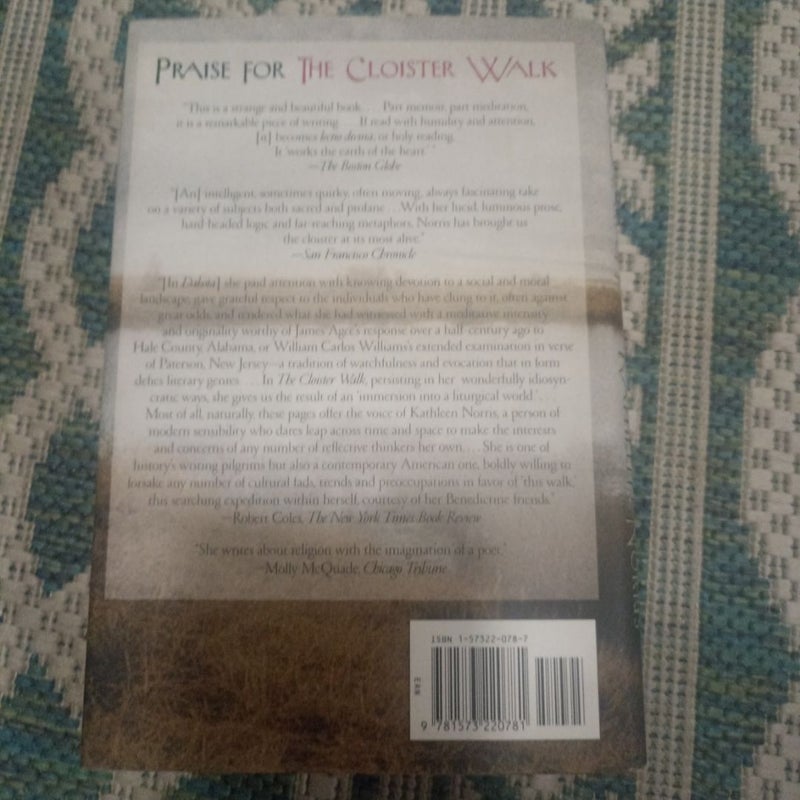 PRAISE FOR THE CLOISTER WALK
"This is a strange and beautiful book. . . . Part memoir, part meditation,
it is a remarkable piece of writing. . . . If read with humility and attention,
[it] becomes lectio divina, or holy reading.
It 'works the earth of the heart.' "
—The Boston Globe
"[An] intelligent, sometimes quirky, often moving, always fascinating take
on a variety of subjects both sacred and profane. . . . With her lucid, luminous prose,
hard-headed logic and far-reaching metaphors, Norris has brought us
the cloister at its most alive."
—San Francisco Chronicle
"[In Dakota] she paid attention with knowing devotion to a social and moral
landscape, gave grateful respect to the individuals who have clung to it, often against
great odds, and rendered what she had witnessed with a meditative intensity
and originality worthy of James Agee's response over a half-century ago to
Hale County, Alabama, or William Carlos Williams's extended examination in verse
of Paterson, New Jersey—a tradition of watchfulness and evocation that in form
defies literary genres. . . . In The Cloister Walk, persisting in her wonderfully idiosyn-
cratic ways, she gives us the result of an 'immersion into a liturgical world'. . . .
Most of all, naturally, these pages offer the voice of Kathleen Norris, a person of
modern sensibility who dares leap across time and space to make the interests
and concerns of any number of reflective thinkers her own. . . . She is one of
history's writing pilgrims but also a contemporary American one, boldly willing to
forsake any number of cultural fads, trends and preoccupations in favor of 'this walk,'
this searching expedition within herself, courtesy of her Benedictine friends."
—Robert Coles, The New York Times Book Review
"She writes about religion with the imagination of a poet."
—Molly McQuade, Chicago Tribune
ISBN 1-57322-078-7
EAN
9 781573 220781